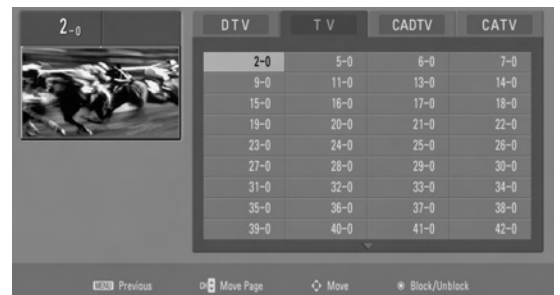 2-0 DTV TV CADTV CATV
2-0 5-0 6-0 7-0
9-0 11-0 13-0 14-0
15-0 16-0 17-0 18-0
19-0 20-0 21-0 22-0
23-0 24-0 25-0 26-0
27-0 28-0 29-0 30-0
31-0 32-0 33-0 34-0
35-0 36-0 37-0 38-0
39-0 40-0 41-0 42-0
MENU Previous CH Move Page Move Block/Unblock